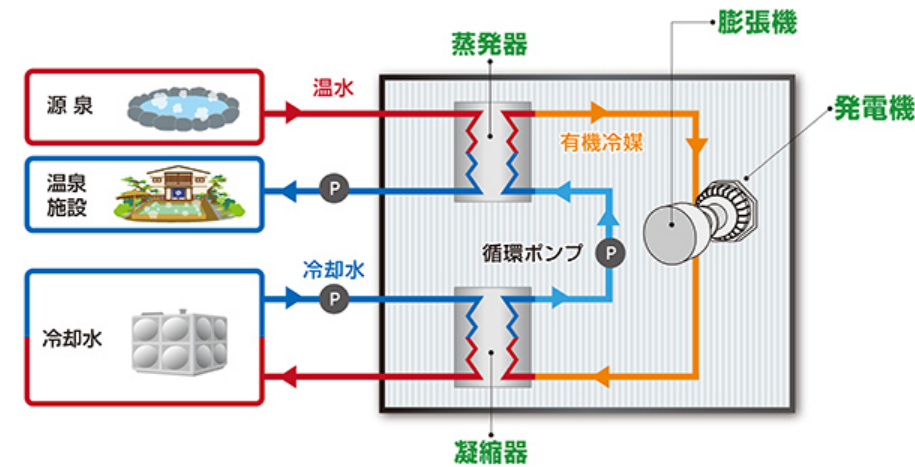 膨張機
蒸発器
発電機
源泉
温水
有機冷媒
温泉
施設
P
循環ポンプ
P
冷却水
P
冷却水
凝縮器